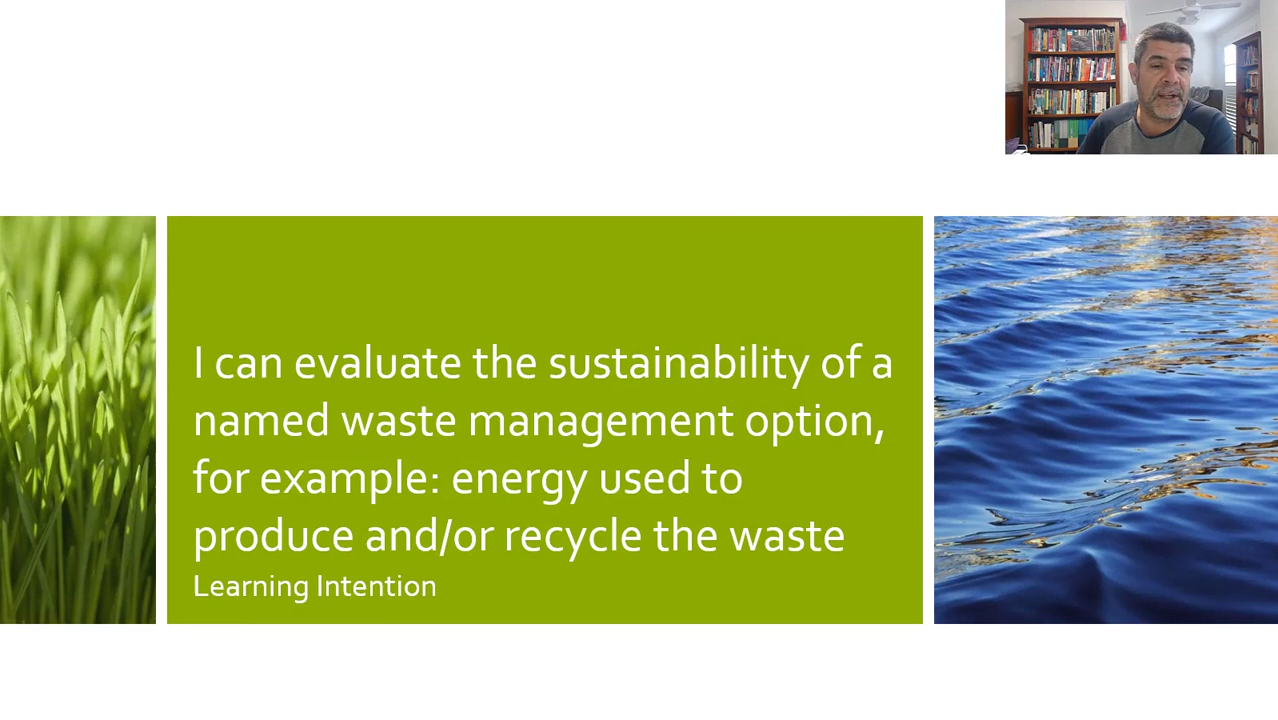 I can evaluate the sustainability of a
named waste management option,
for example: energy used to
produce and/or recycle the waste
Learning Intention